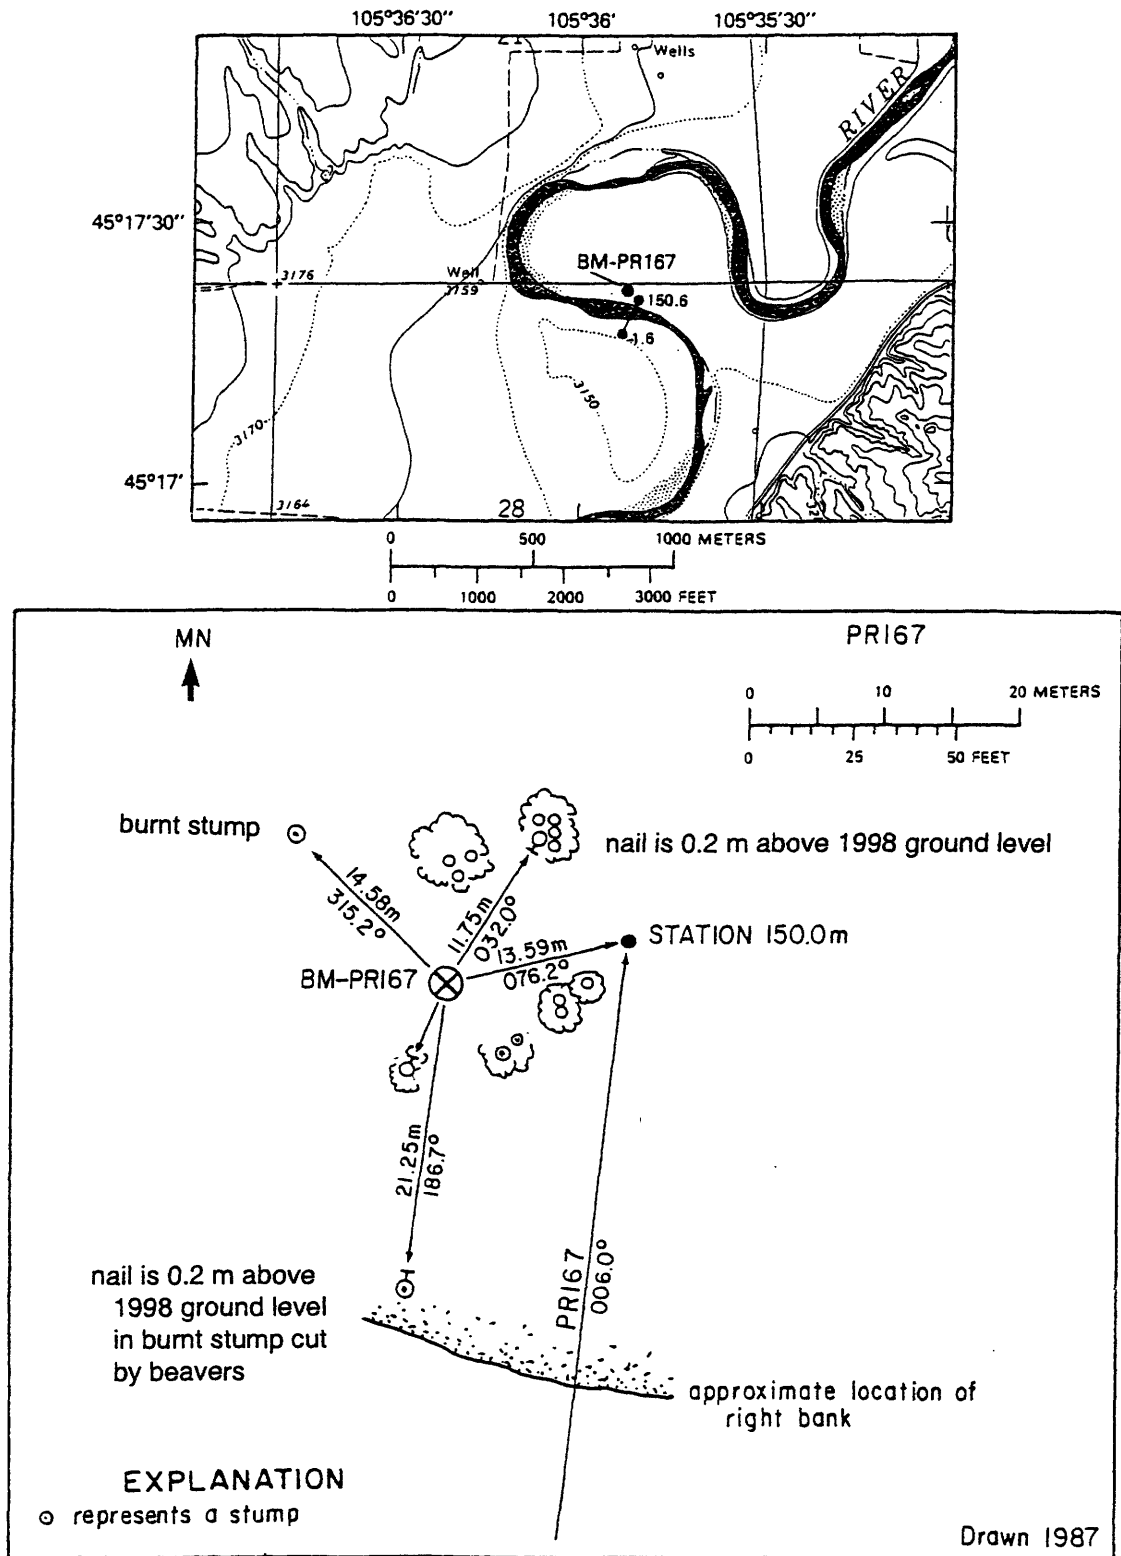 105°36'30" 105°36' 105°35'30"
21
Wells
RIVER
45°17'30"
BM-PR167
3176
Well
3159
150.6
-1.6
3150
3170
45°17'
3164
28
0 500 1000 METERS
0 1000 2000 3000 FEET
MN
PR167
0 10 20 METERS
0 25 50 FEET
burnt stump
nail is 0.2 m above 1998 ground level
14.58m
315.2°
11.75m
032.0°
STATION 150.0m
13.59m
076.2°
BM-PR167
21.25m
186.7°
PR167
006.0°
nail is 0.2 m above
1998 ground level
in burnt stump cut
by beavers
approximate location of
right bank
EXPLANATION
represents a stump
Drawn 1987